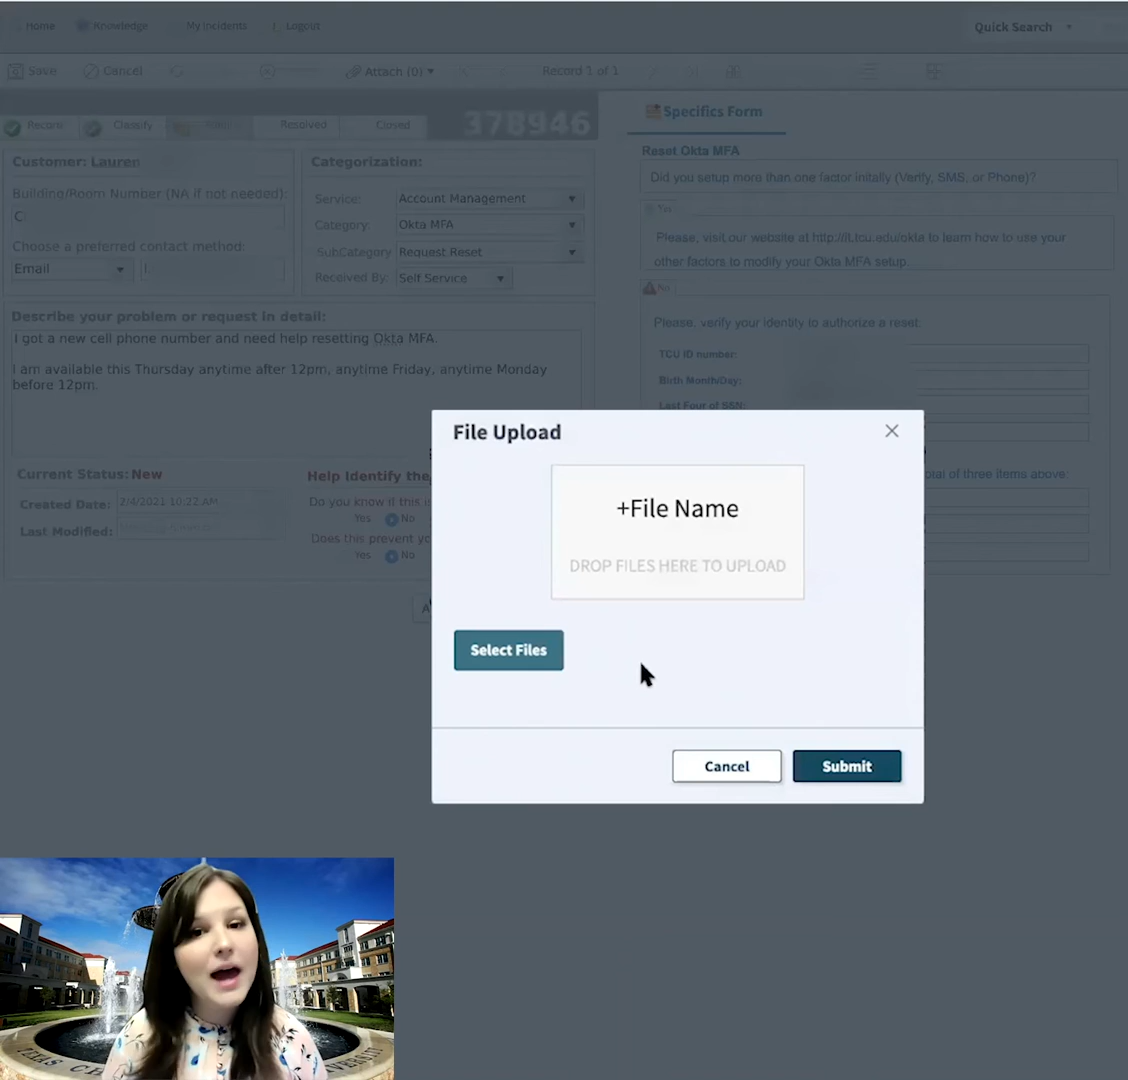 Home Knowledge My Incidents Logout Quick Search
Save Cancel Attach (0) Record 1 of 1
Record Classify Resolved Closed 378946
Customer: Lauren
Building/Room Number (NA if not needed):
C
Choose a preferred contact method:
Email
Categorization:
Service: Account Management
Category: Okta MFA
SubCategory Request Reset
Received By: Self Service
Describe your problem or request in detail:
I got a new cell phone number and need help resetting Okta MFA.
I am available this Thursday anytime after 12pm, anytime Friday, anytime Monday
before 12pm.
Current Status: New
Created Date: 2/4/2021 10:22 AM
Last Modified:
Help Identify the
Do you know if this i
Yes No
Does this prevent yo
Yes No
Specifics Form
Reset Okta MFA
Did you setup more than one factor initally (Verify, SMS, or Phone)?
Yes
Please, visit our website at http://it.tcu.edu/okta to learn how to use your
other factors to modify your Okta MFA setup....
No
Please, verify your identity to authorize a reset:
TCU ID number:
Birth Month/Day:
Last Four of SSN:
otal of three items above:
File Upload
+File Name
DROP FILES HERE TO UPLOAD
Select Files
Cancel Submit